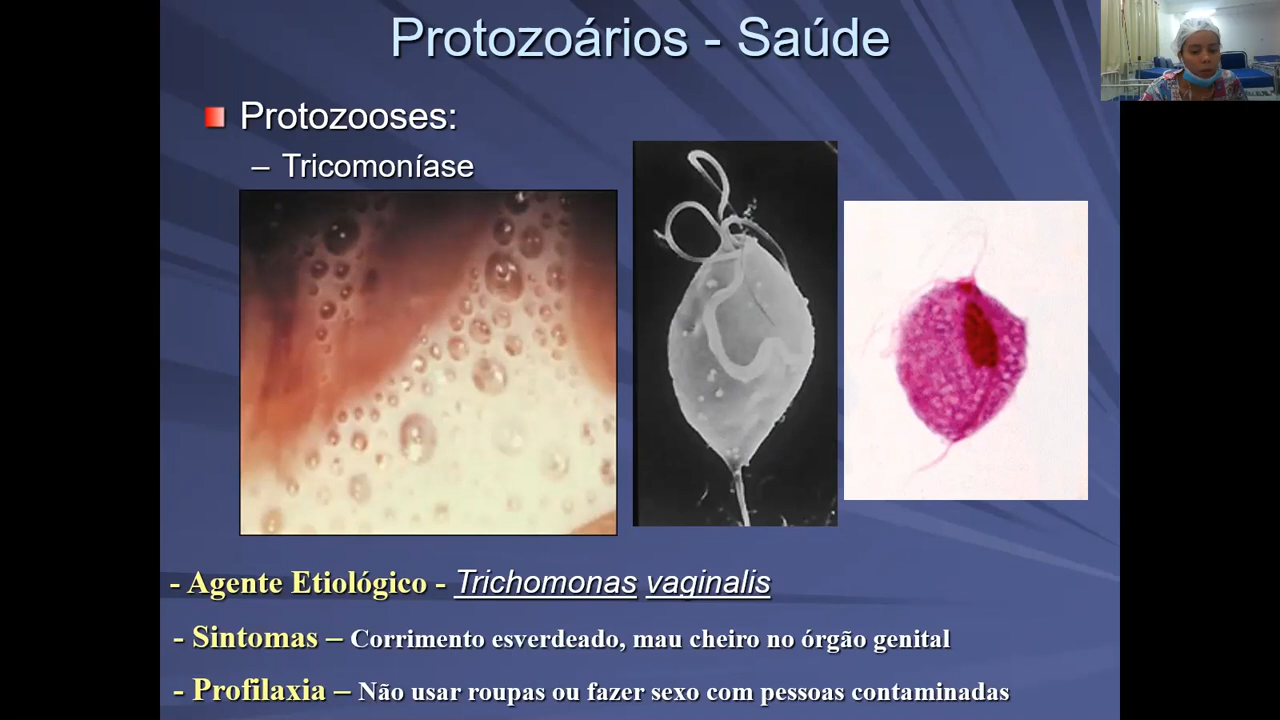 Protozoários - Saúde
Protozooses:
– Tricomoníase
- Agente Etiológico - Trichomonas vaginalis
- Sintomas – Corrimento esverdeado, mau cheiro no órgão genital
- Profilaxia – Não usar roupas ou fazer sexo com pessoas contaminadas